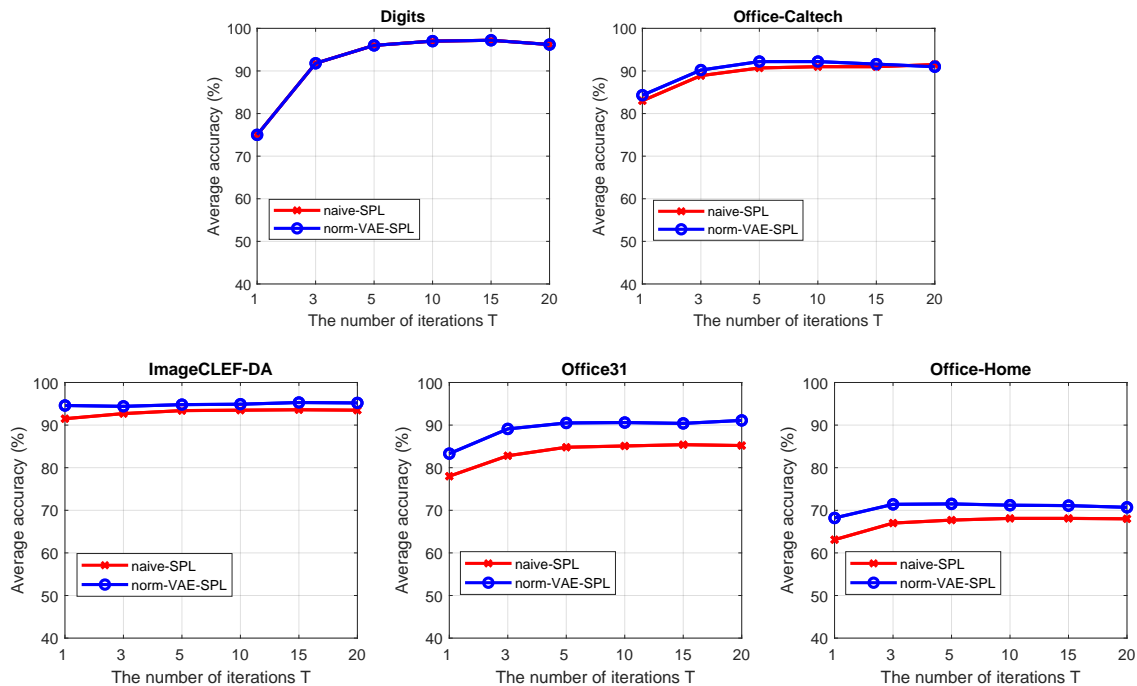 Digits
Average accuracy (%)
100
90
80
70
60
50
40
naive-SPL
norm-VAE-SPL
1 3 5 10 15 20
The number of iterations T
Office-Caltech
Average accuracy (%)
100
90
80
70
60
50
40
naive-SPL
norm-VAE-SPL
1 3 5 10 15 20
The number of iterations T
ImageCLEF-DA
Average accuracy (%)
100
90
80
70
60
50
40
naive-SPL
norm-VAE-SPL
1 3 5 10 15 20
The number of iterations T
Office31
Average accuracy (%)
100
90
80
70
60
50
40
naive-SPL
norm-VAE-SPL
1 3 5 10 15 20
The number of iterations T
Office-Home
Average accuracy (%)
100
90
80
70
60
50
40
naive-SPL
norm-VAE-SPL
1 3 5 10 15 20
The number of iterations T